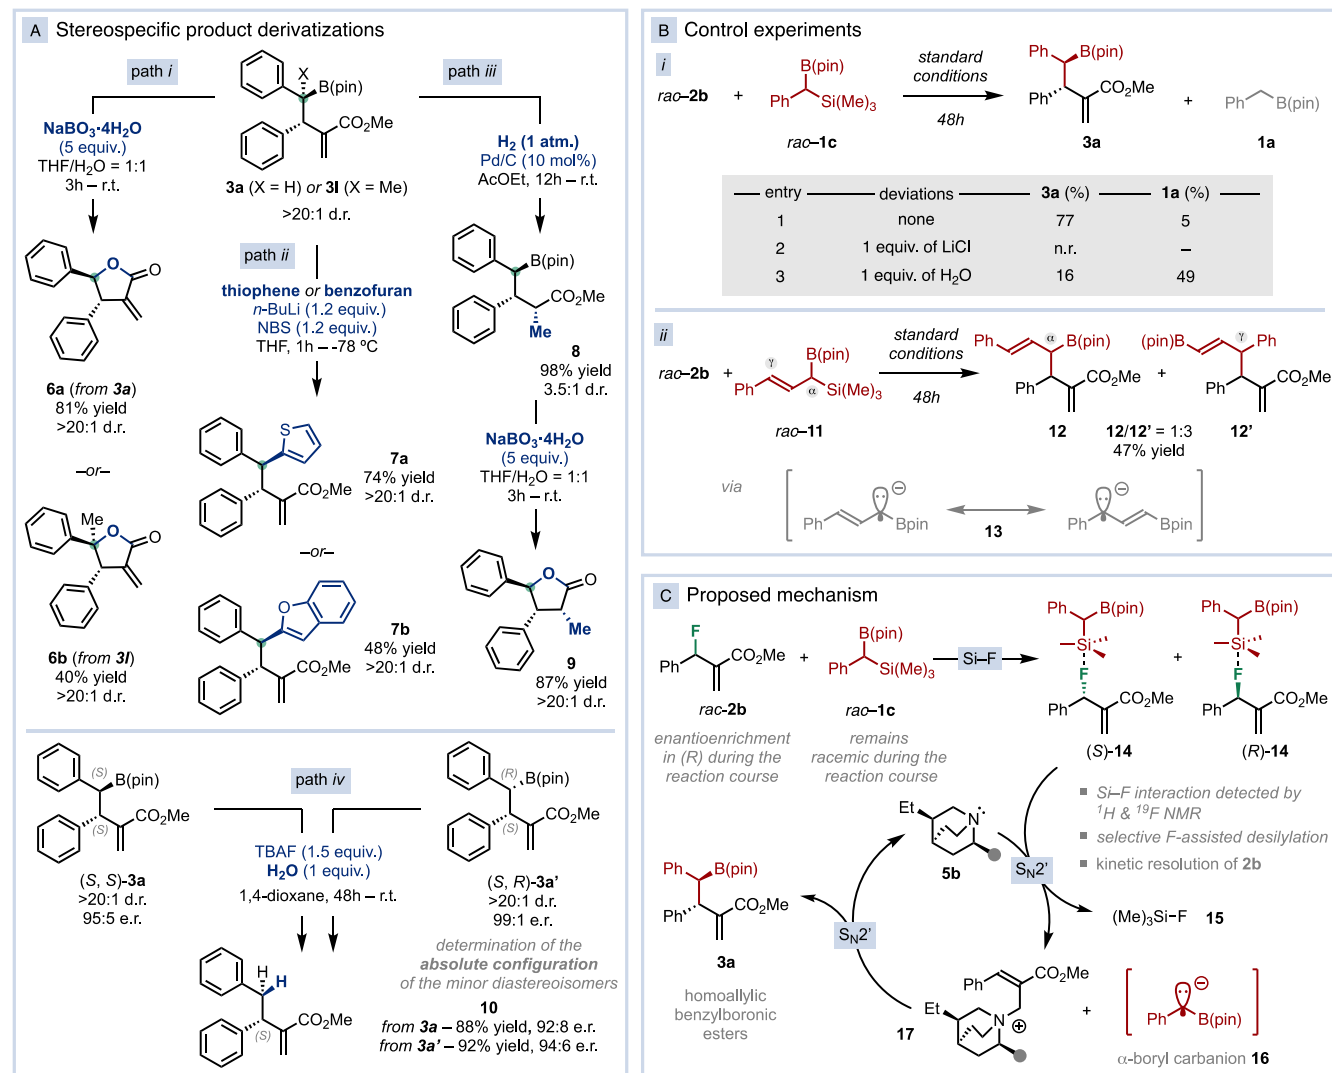 A Stereospecific product derivatizations
path i
NaBO₃·4H₂O
(5 equiv.)
THF/H₂O = 1:1
3h – r.t.
X
B(pin)
CO₂Me
3a (X = H) or 3l (X = Me)
>20:1 d.r.
path iii
H₂ (1 atm.)
Pd/C (10 mol%)
AcOEt, 12h – r.t.
O
O
6a (from 3a)
81% yield
>20:1 d.r.
–or–
Me
O
O
6b (from 3l)
40% yield
>20:1 d.r.
path ii
thiophene or benzofuran
n-BuLi (1.2 equiv.)
NBS (1.2 equiv.)
THF, 1h – -78 ºC
S
CO₂Me
7a
74% yield
>20:1 d.r.
–or–
O
CO₂Me
7b
48% yield
>20:1 d.r.
B(pin)
CO₂Me
Me
8
98% yield
3.5:1 d.r.
NaBO₃·4H₂O
(5 equiv.)
THF/H₂O = 1:1
3h – r.t.
O
O
Me
9
87% yield
>20:1 d.r.
(S)
B(pin)
(S)
CO₂Me
(S, S)-3a
>20:1 d.r.
95:5 e.r.
path iv
TBAF (1.5 equiv.)
H₂O (1 equiv.)
1,4-dioxane, 48h – r.t.
(R)
B(pin)
(S)
CO₂Me
(S, R)-3a'
>20:1 d.r.
99:1 e.r.
determination of the
absolute configuration
of the minor diastereoisomers
H
H
(S)
CO₂Me
10
from 3a – 88% yield, 92:8 e.r.
from 3a' – 92% yield, 94:6 e.r.
B Control experiments
i
rac–2b + Ph B(pin) Si(Me)₃
rac–1c
standard
conditions
48h
Ph B(pin)
Ph CO₂Me
3a
+
Ph B(pin)
1a
entry deviations 3a (%) 1a (%)
1 none 77 5
2 1 equiv. of LiCl n.r. –
3 1 equiv. of H₂O 16 49
ii
rac–2b + Ph γ α B(pin) Si(Me)₃
rac–11
standard
conditions
48h
Ph α B(pin)
Ph CO₂Me
12
+
(pin)B γ Ph
Ph CO₂Me
12'
12/12' = 1:3
47% yield
via
Ph Bpin ⊖
13
Ph Bpin ⊖
C Proposed mechanism
F
Ph CO₂Me
rac-2b
enantioenrichment
in (R) during the
reaction course
+
B(pin)
Ph Si(Me)₃
rac–1c
remains
racemic during the
reaction course
Si–F
Ph B(pin)
Si
F
Ph CO₂Me
(S)-14
+
Ph B(pin)
Si
F
Ph CO₂Me
(R)-14
Si–F interaction detected by
¹H & ¹⁹F NMR
selective F-assisted desilylation
kinetic resolution of 2b
Et
N
5b
Sɴ2'
(Me)₃Si–F 15
Ph B(pin)
Ph CO₂Me
3a
homoallylic
benzylboronic
esters
Sɴ2'
Ph CO₂Me
Et
N ⊕
17
+
Ph B(pin) ⊖
α-boryl carbanion 16